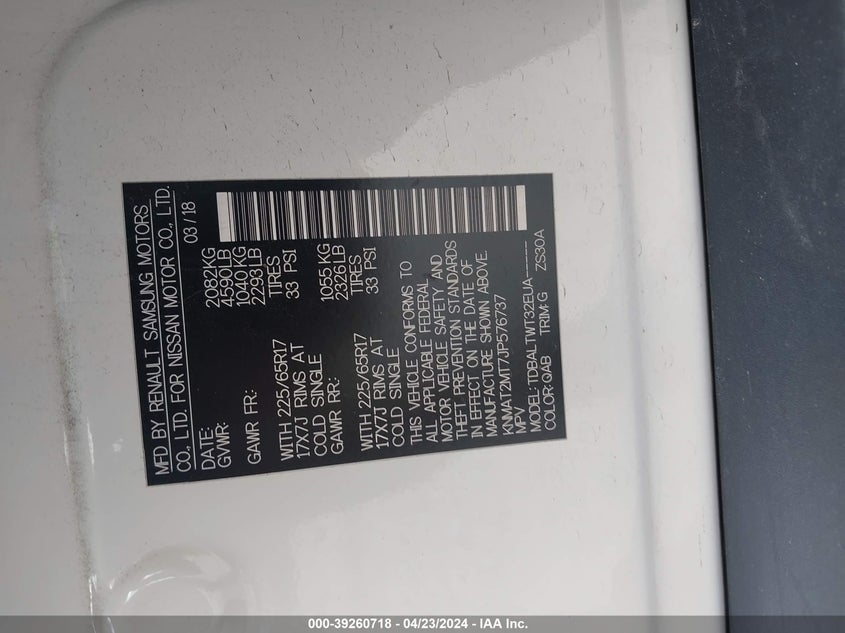 MFD BY RENAULT SAMSUNG MOTORS
CO., LTD. FOR NISSAN MOTOR CO., LTD.
DATE: 03/18
GVWR: 2082KG
4590LB
GAWR FR: 1040KG
2293LB
WITH 225/65R17 TIRES
17X7J RIMS AT 33 PSI
COLD SINGLE
GAWR RR: 1055KG
2326LB
WITH 225/65R17 TIRES
17X7J RIMS AT 33 PSI
COLD SINGLE
THIS VEHICLE CONFORMS TO
ALL APPLICABLE FEDERAL
MOTOR VEHICLE SAFETY AND
THEFT PREVENTION STANDARDS
IN EFFECT ON THE DATE OF
MANUFACTURE SHOWN ABOVE.
KNMAT2MT7JP576737
MPV
MODEL: TDBALTWT32EUA------
COLOR: QAB TRIM: G ZS30A
000-39260718 - 04/23/2024 - IAA Inc.